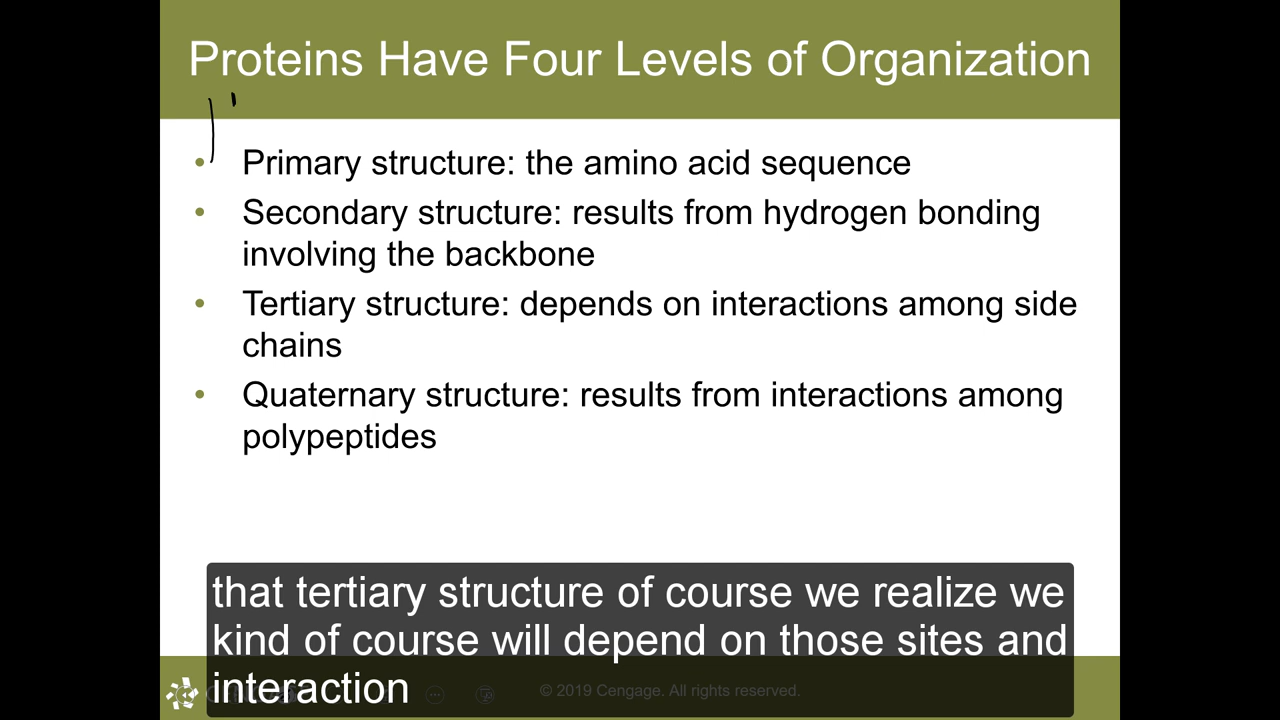 Proteins Have Four Levels of Organization
• Primary structure: the amino acid sequence
• Secondary structure: results from hydrogen bonding
involving the backbone
• Tertiary structure: depends on interactions among side
chains
• Quaternary structure: results from interactions among
polypeptides
that tertiary structure of course we realize we
kind of course will depend on those sites and
interaction
© 2019 Cengage. All rights reserved.